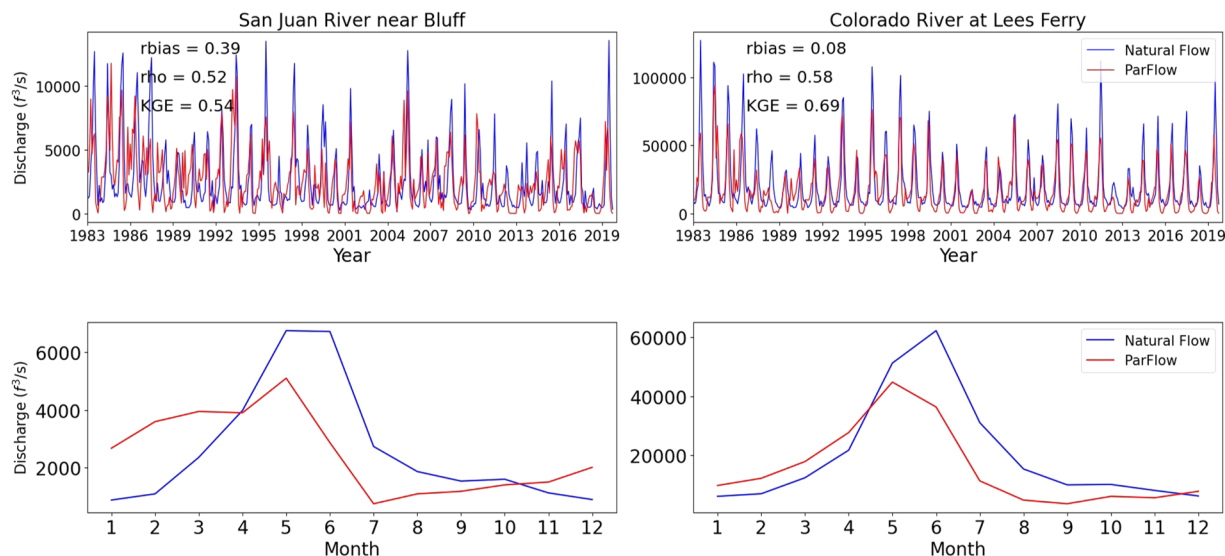 San Juan River near Bluff
rbias = 0.39
rho = 0.52
KGE = 0.54
Discharge (f³/s)
10000
5000
0
1983 1986 1989 1992 1995 1998 2001 2004 2007 2010 2013 2016 2019
Year
Colorado River at Lees Ferry
rbias = 0.08
rho = 0.58
KGE = 0.69
Natural Flow
ParFlow
100000
50000
0
1983 1986 1989 1992 1995 1998 2001 2004 2007 2010 2013 2016 2019
Year
Discharge (f³/s)
6000
4000
2000
1 2 3 4 5 6 7 8 9 10 11 12
Month
Natural Flow
ParFlow
60000
40000
20000
1 2 3 4 5 6 7 8 9 10 11 12
Month